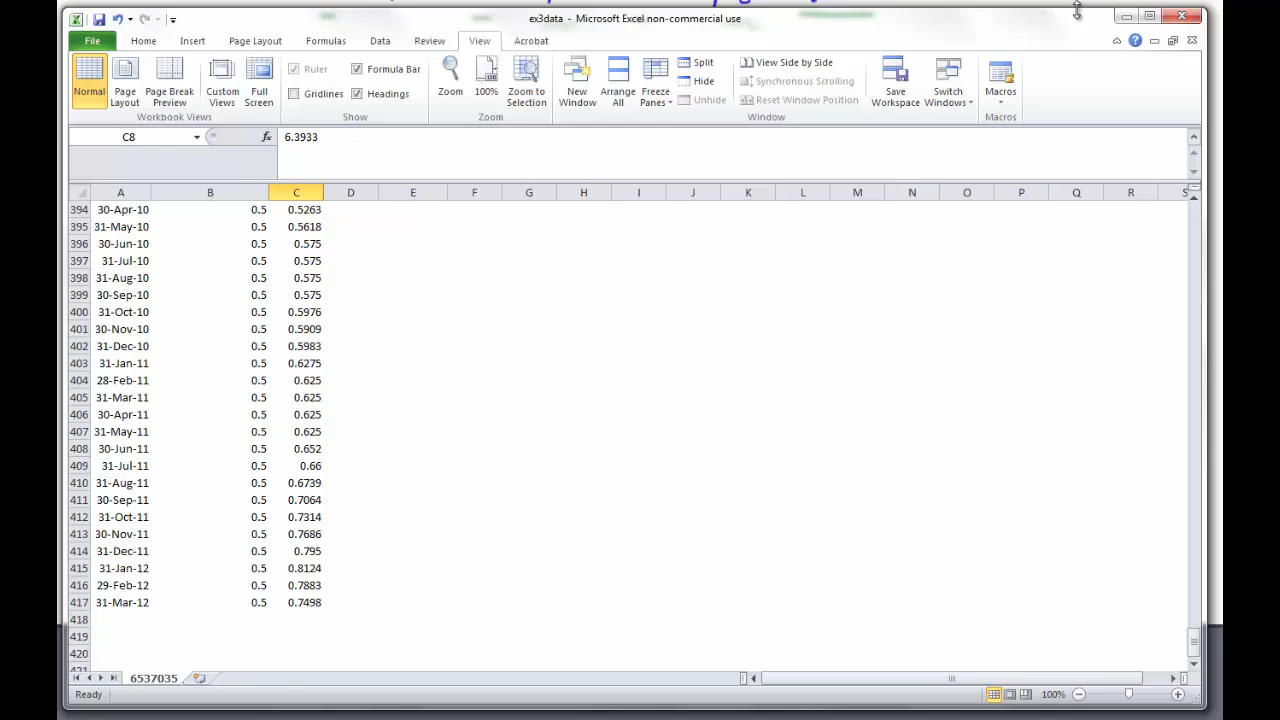 ex3data - Microsoft Excel non-commercial use
File Home Insert Page Layout Formulas Data Review View Acrobat
Normal Page Layout Page Break Preview Custom Views Full Screen
Workbook Views
Ruler Formula Bar
Gridlines Headings
Show
Zoom 100% Zoom to Selection
Zoom
New Window Arrange All Freeze Panes Split Hide Unhide
View Side by Side
Synchronous Scrolling
Reset Window Position
Window
Save Workspace Switch Windows
Macros
Macros
C8 fx 6.3933
A B C D E F G H I J K L M N O P Q R S
394 30-Apr-10 0.5 0.5263
395 31-May-10 0.5 0.5618
396 30-Jun-10 0.5 0.575
397 31-Jul-10 0.5 0.575
398 31-Aug-10 0.5 0.575
399 30-Sep-10 0.5 0.575
400 31-Oct-10 0.5 0.5976
401 30-Nov-10 0.5 0.5909
402 31-Dec-10 0.5 0.5983
403 31-Jan-11 0.5 0.6275
404 28-Feb-11 0.5 0.625
405 31-Mar-11 0.5 0.625
406 30-Apr-11 0.5 0.625
407 31-May-11 0.5 0.625
408 30-Jun-11 0.5 0.652
409 31-Jul-11 0.5 0.66
410 31-Aug-11 0.5 0.6739
411 30-Sep-11 0.5 0.7064
412 31-Oct-11 0.5 0.7314
413 30-Nov-11 0.5 0.7686
414 31-Dec-11 0.5 0.795
415 31-Jan-12 0.5 0.8124
416 29-Feb-12 0.5 0.7883
417 31-Mar-12 0.5 0.7498
418
419
420
421
6537035
Ready 100%